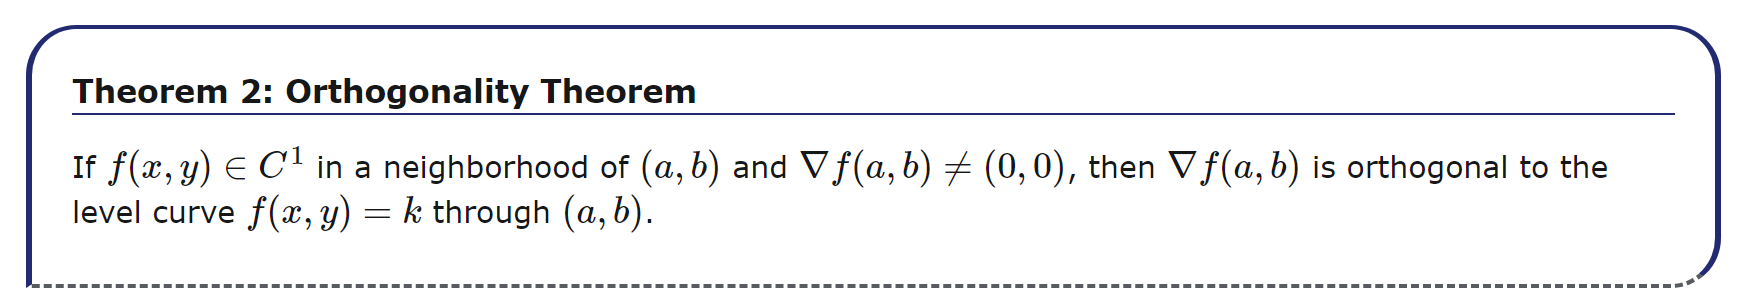 Theorem 2: Orthogonality Theorem
If f(x, y) ∈ C¹ in a neighborhood of (a, b) and ∇f(a, b) ≠ (0, 0), then ∇f(a, b) is orthogonal to the
level curve f(x, y) = k through (a, b).